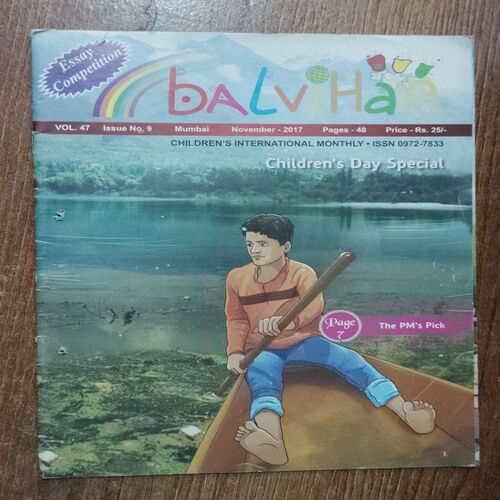 Essay
Competition
BALViHAR
VOL. 47 Issue No. 9 Mumbai November - 2017 Pages - 48 Price - Rs. 25/-
CHILDREN'S INTERNATIONAL MONTHLY • ISSN 0972-7833
Children's Day Special
Page
7
The PM's Pick
1